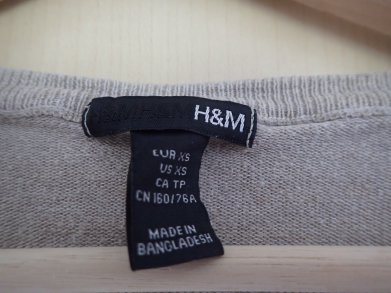 H&M
EUR XS
US XS
CA TP
CN 160/76A
MADE IN
BANGLADESH